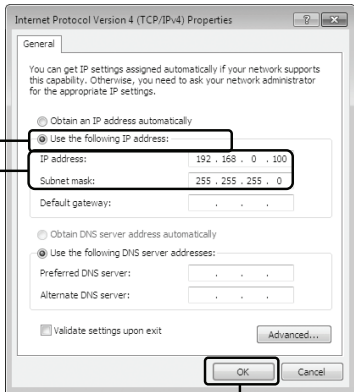 Internet Protocol Version 4 (TCP/IPv4) Properties
General
You can get IP settings assigned automatically if your network supports
this capability. Otherwise, you need to ask your network administrator
for the appropriate IP settings.
Obtain an IP address automatically
Use the following IP address:
IP address: 192 . 168 . 0 . 100
Subnet mask: 255 . 255 . 255 . 0
Default gateway: . . .
Obtain DNS server address automatically
Use the following DNS server addresses:
Preferred DNS server: . . .
Alternate DNS server: . . .
Validate settings upon exit
Advanced...
OK Cancel